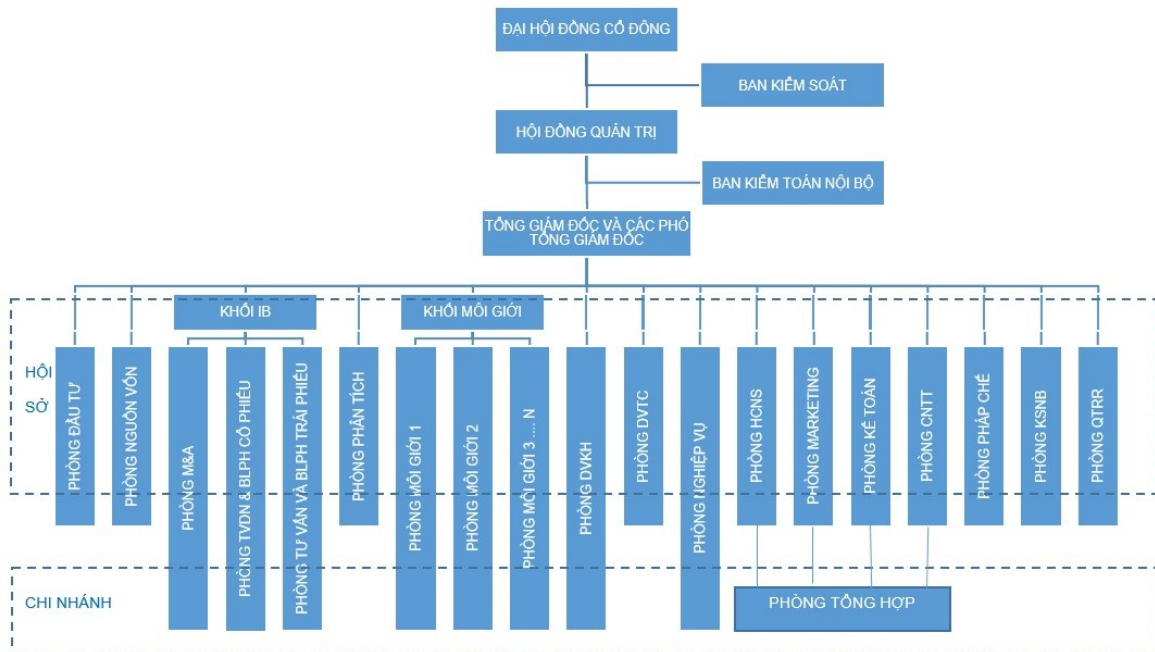 ĐẠI HỘI ĐỒNG CỔ ĐÔNG
BAN KIỂM SOÁT
HỘI ĐỒNG QUẢN TRỊ
BAN KIỂM TOÁN NỘI BỘ
TỔNG GIÁM ĐỐC VÀ CÁC PHÓ
TỔNG GIÁM ĐỐC
KHỐI IB
KHỐI MÔI GIỚI
HỘI
SỞ
PHÒNG ĐẦU TƯ
PHÒNG NGUỒN VỐN
PHÒNG M&A
PHÒNG TVDN & BLPH CỔ PHIẾU
PHÒNG TƯ VẤN VÀ BLPH TRÁI PHIẾU
PHÒNG PHÂN TÍCH
PHÒNG MÔI GIỚI 1
PHÒNG MÔI GIỚI 2
PHÒNG MÔI GIỚI 3 .... N
PHÒNG DVKH
PHÒNG DVTC
PHÒNG NGHIỆP VỤ
PHÒNG HCNS
PHÒNG MARKETING
PHÒNG KẾ TOÁN
PHÒNG CNTT
PHÒNG PHÁP CHẾ
PHÒNG KSNB
PHÒNG QTRR
CHI NHÁNH
PHÒNG TỔNG HỢP